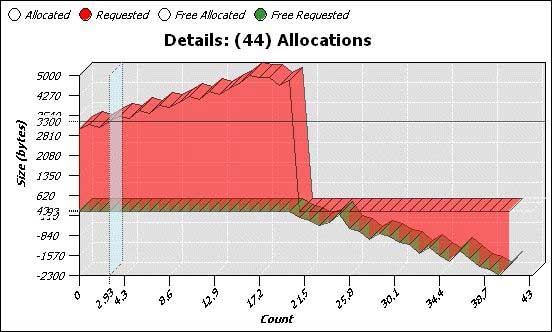 Allocated Requested Free Allocated Free Requested
Details: (44) Allocations
5000
4270
3540
3300
2810
2080
1350
620
-840
-1570
-2300
Size (bytes)
0 2.93 4.3 8.6 12.9 17.2 21.5 25.8 30.1 34.4 38.7 43
Count